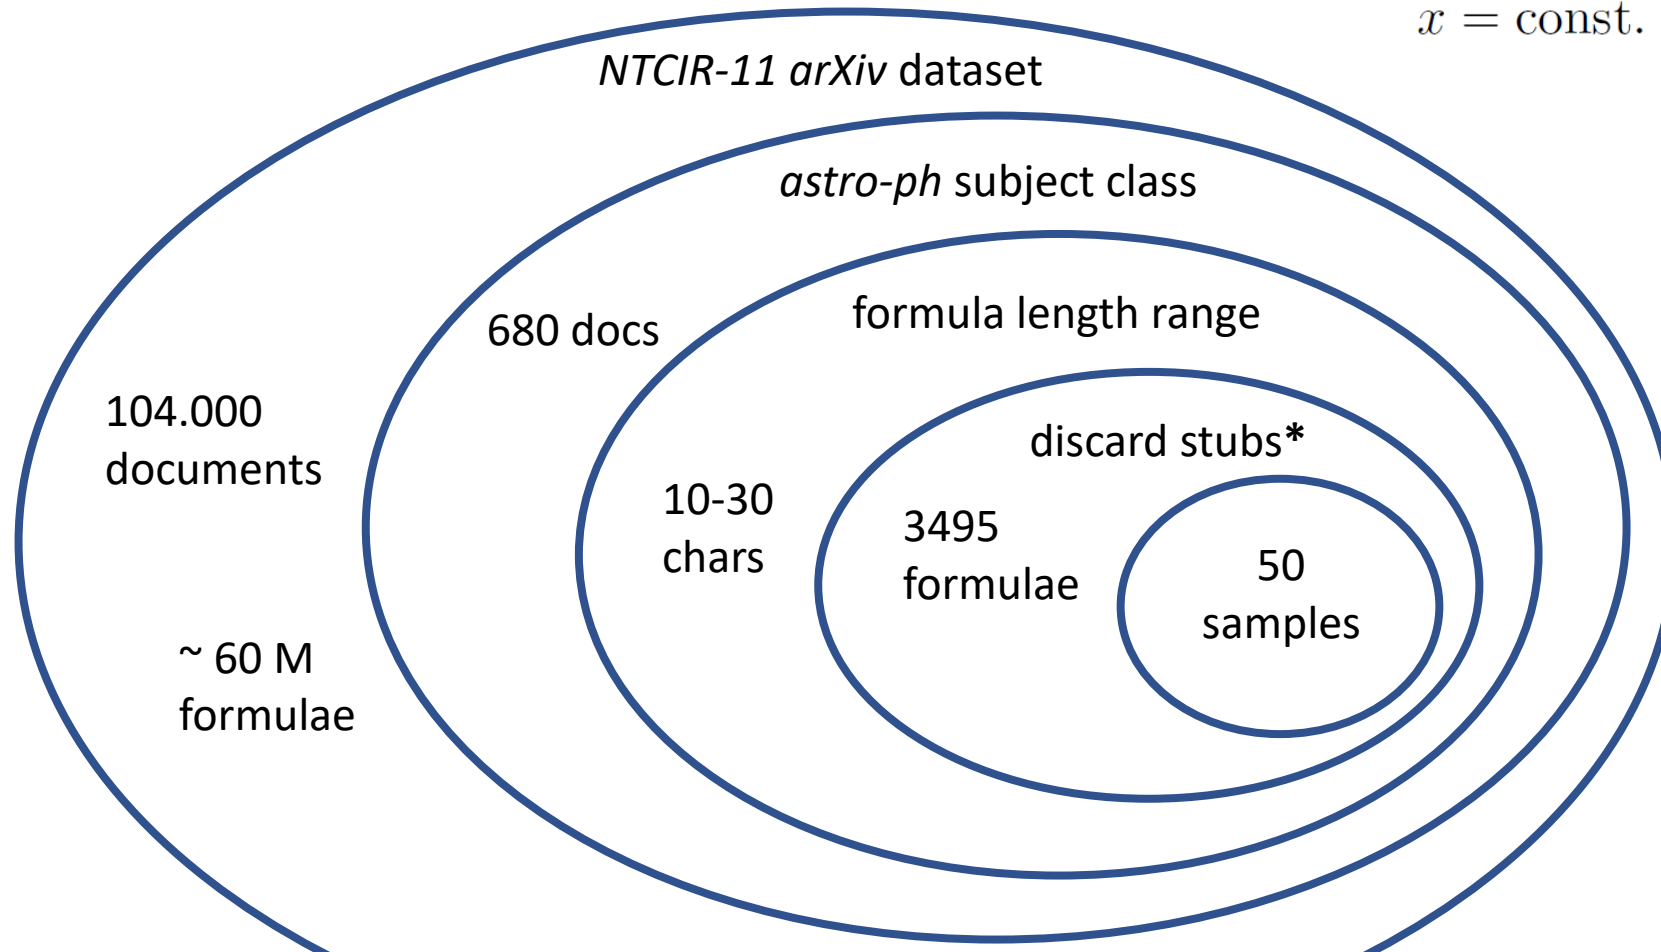 x = const.
NTCIR-11 arXiv dataset
astro-ph subject class
formula length range
680 docs
104.000
documents
discard stubs*
10-30
chars
3495
formulae
50
samples
~ 60 M
formulae